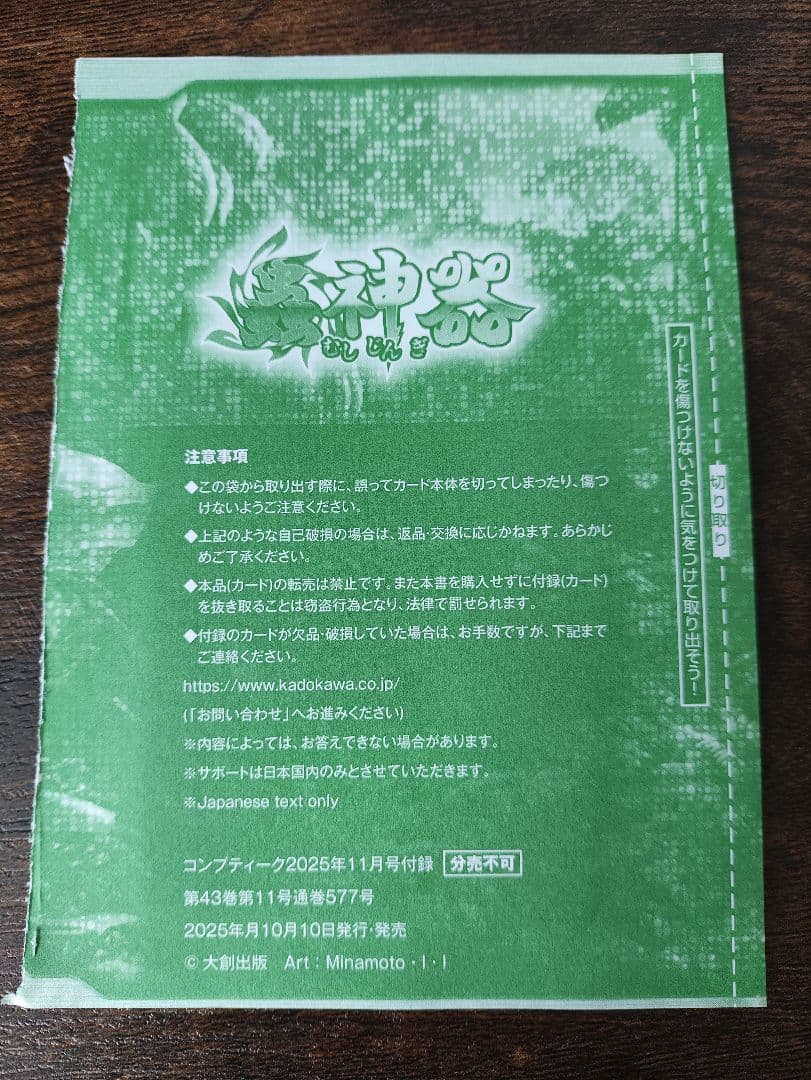 蟲神器
むしじんぎ
注意事項
◆この袋から取り出す際に、誤ってカード本体を切ってしまったり、傷つ
けないようご注意ください。
◆上記のような自己破損の場合は、返品・交換に応じかねます。あらかじ
めご了承ください。
◆本品(カード)の転売は禁止です。また本書を購入せずに付録(カード)
を抜き取ることは窃盗行為となり、法律で罰せられます。
◆付録のカードが欠品・破損していた場合は、お手数ですが、下記まで
ご連絡ください。
https://www.kadokawa.co.jp/
(「お問い合わせ」へお進みください)
※内容によっては、お答えできない場合があります。
※サポートは日本国内のみとさせていただきます。
※Japanese text only
コンプティーク2025年11月号付録 分売不可
第43巻第11号通巻577号
2025年月10月10日発行・発売
© 大創出版 Art：Minamoto・I・I
カードを傷つけないように気をつけて取り出そう！
切り取り